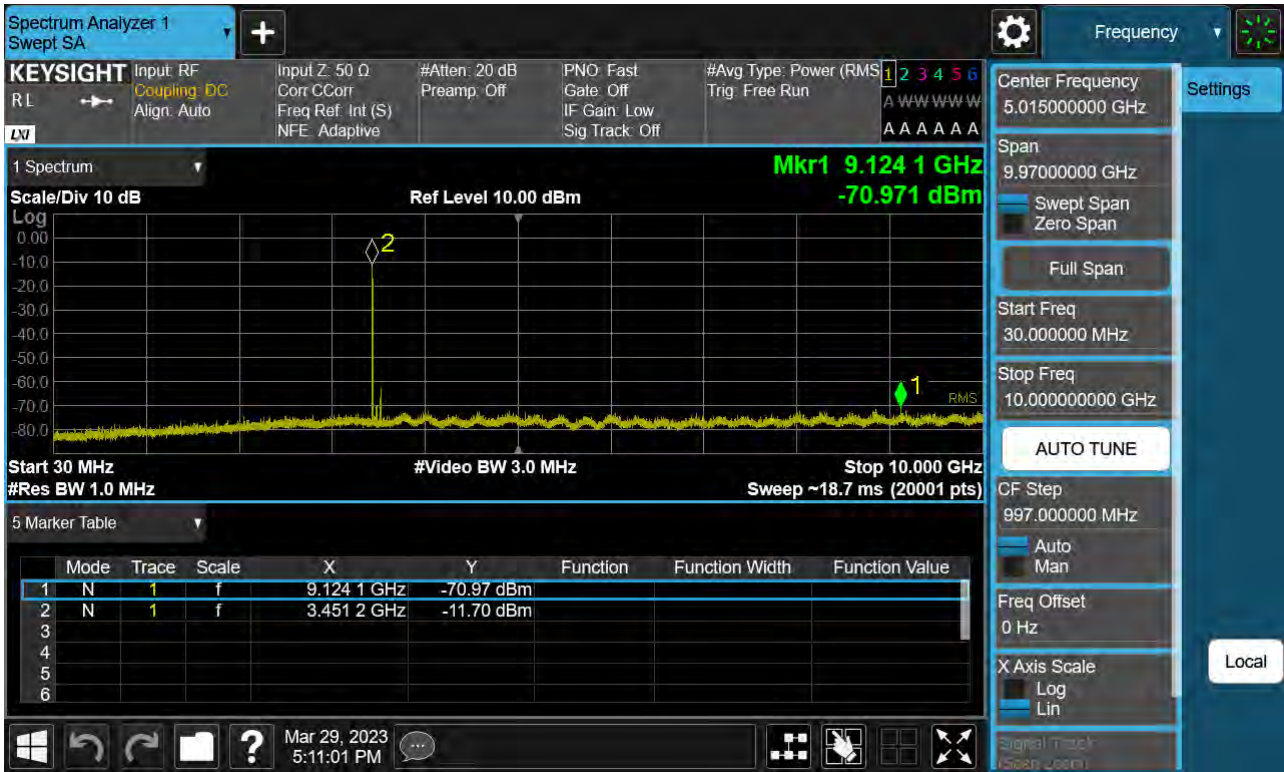 Spectrum Analyzer 1
Swept SA
Frequency
KEYSIGHT
RL
LXI
Input: RF
Coupling: DC
Align: Auto
Input Z: 50 Ω
Corr CCorr
Freq Ref: Int (S)
NFE: Adaptive
#Atten: 20 dB
Preamp: Off
PNO: Fast
Gate: Off
IF Gain: Low
Sig Track: Off
#Avg Type: Power (RMS
Trig: Free Run
1 2 3 4 5 6
A W W W W W
A A A A A A
1 Spectrum
Mkr1 9.124 1 GHz
Scale/Div 10 dB
Ref Level 10.00 dBm
-70.971 dBm
Log
0.00
-10.0
-20.0
-30.0
-40.0
-50.0
-60.0
-70.0
-80.0
2
1
RMS
Start 30 MHz
#Video BW 3.0 MHz
Stop 10.000 GHz
#Res BW 1.0 MHz
Sweep ~18.7 ms (20001 pts)
5 Marker Table
Mode Trace Scale X Y Function Function Width Function Value
1 N 1 f 9.124 1 GHz -70.97 dBm
2 N 1 f 3.451 2 GHz -11.70 dBm
3
4
5
6
Mar 29, 2023
5:11:01 PM
Center Frequency
5.015000000 GHz
Span
9.97000000 GHz
Swept Span
Zero Span
Full Span
Start Freq
30.000000 MHz
Stop Freq
10.000000000 GHz
AUTO TUNE
CF Step
997.000000 MHz
Auto
Man
Freq Offset
0 Hz
X Axis Scale
Log
Lin
Signal Track
(Span Zoom)
Settings
Local